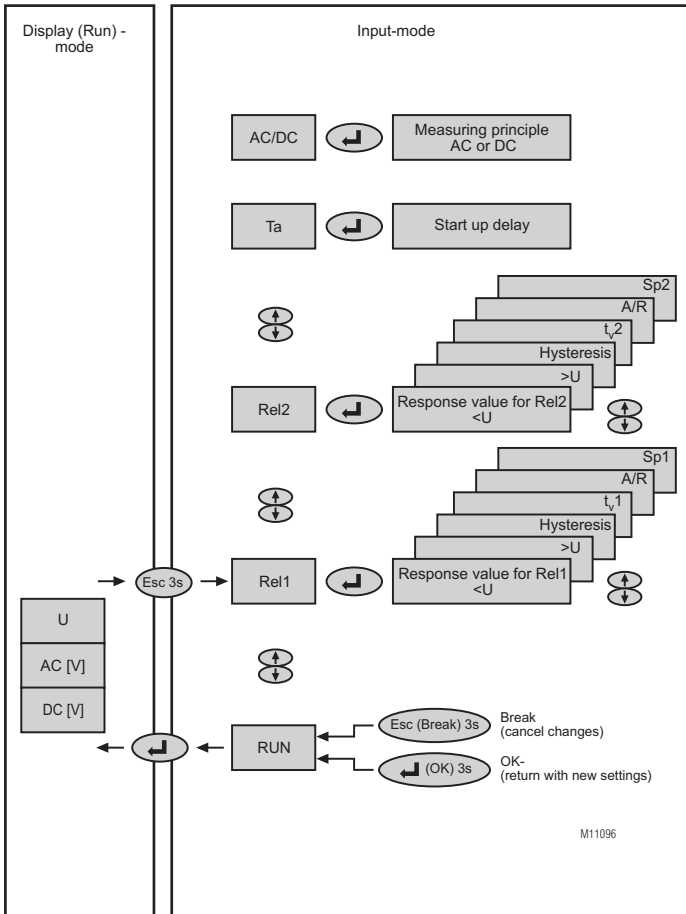 Display (Run) -
mode
Input-mode
AC/DC
Measuring principle
AC or DC
Ta
Start up delay
Sp2
A/R
tv2
Hysteresis
>U
Rel2
Response value for Rel2
<U
Sp1
A/R
tv1
Hysteresis
>U
Esc 3s
Rel1
Response value for Rel1
<U
U
AC [V]
DC [V]
RUN
Esc (Break) 3s
Break
(cancel changes)
(OK) 3s
OK-
(return with new settings)
M11096